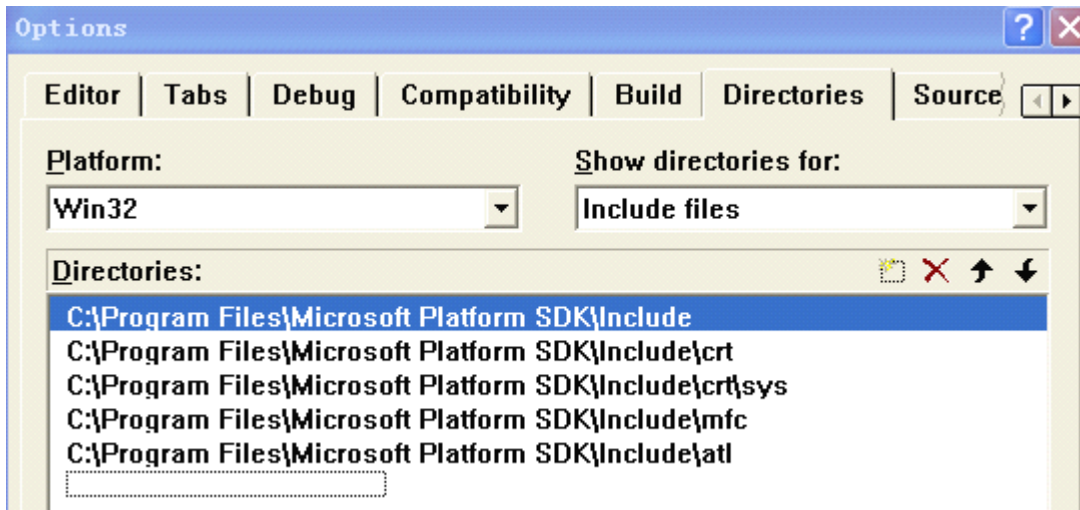 Options
Editor Tabs Debug Compatibility Build Directories Source
Platform: Show directories for:
Win32 Include files
Directories:
C:\Program Files\Microsoft Platform SDK\Include
C:\Program Files\Microsoft Platform SDK\Include\crt
C:\Program Files\Microsoft Platform SDK\Include\crt\sys
C:\Program Files\Microsoft Platform SDK\Include\mfc
C:\Program Files\Microsoft Platform SDK\Include\atl